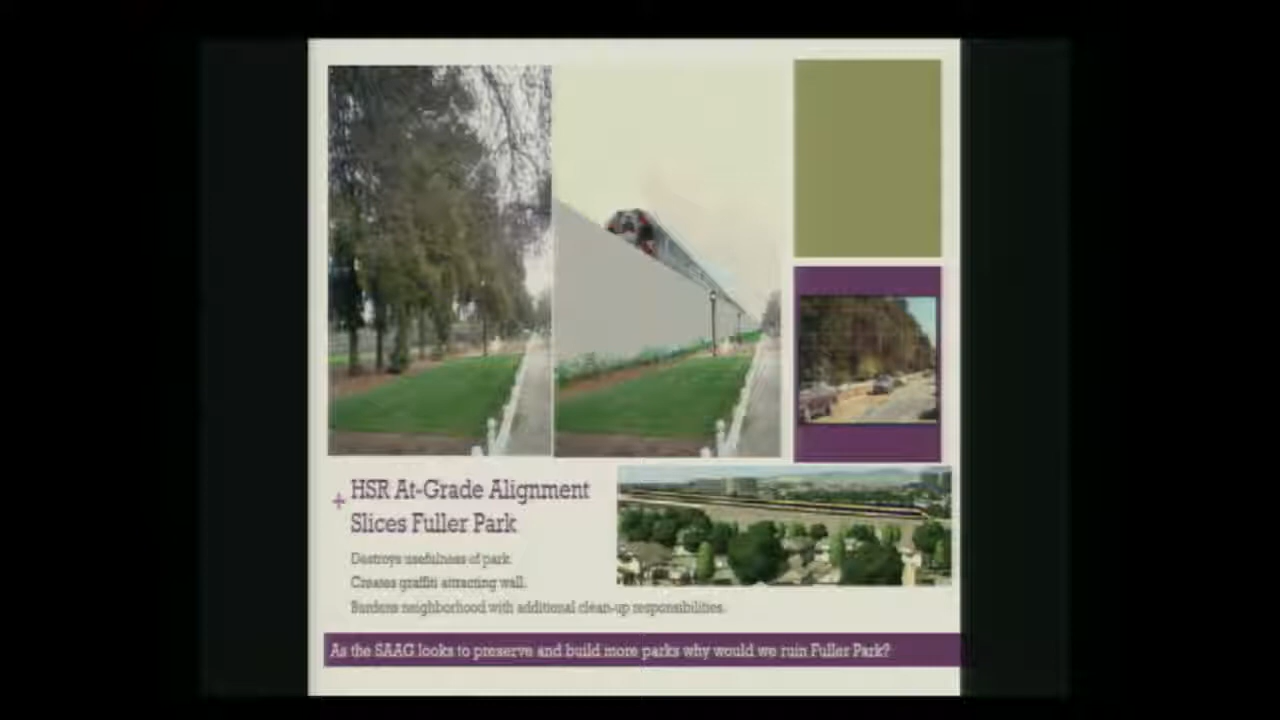 + HSR At-Grade Alignment
Slices Fuller Park
Destroys usefulness of park.
Creates graffiti attracting wall.
Burdens neighborhood with additional clean-up responsibilities.
As the SAAG looks to preserve and build more parks why would we ruin Fuller Park?